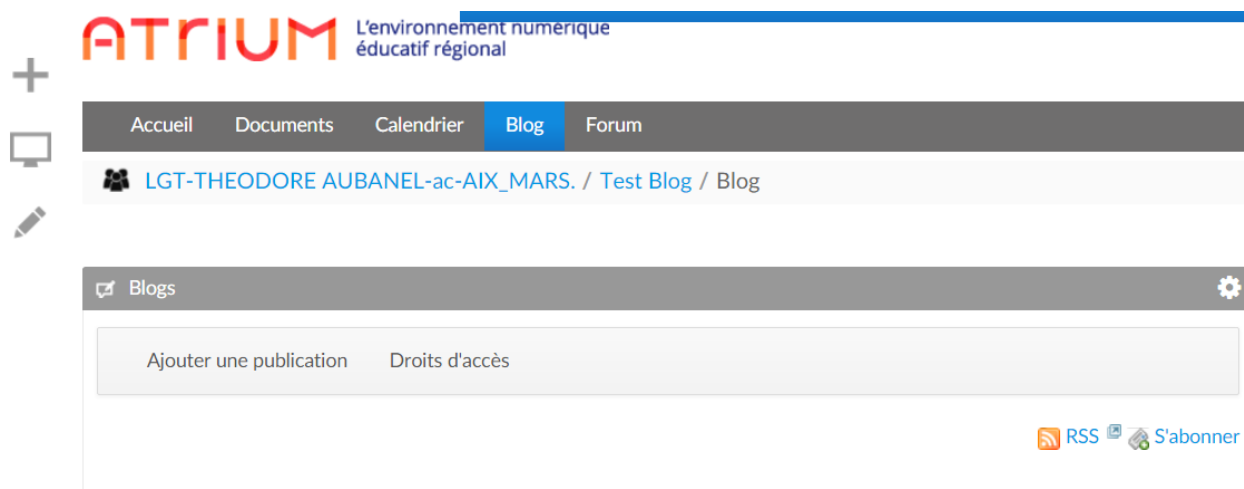 ATrIUM
L'environnement numérique
éducatif régional
Accueil Documents Calendrier Blog Forum
LGT-THEODORE AUBANEL-ac-AIX_MARS. / Test Blog / Blog
Blogs
Ajouter une publication Droits d'accès
RSS S'abonner